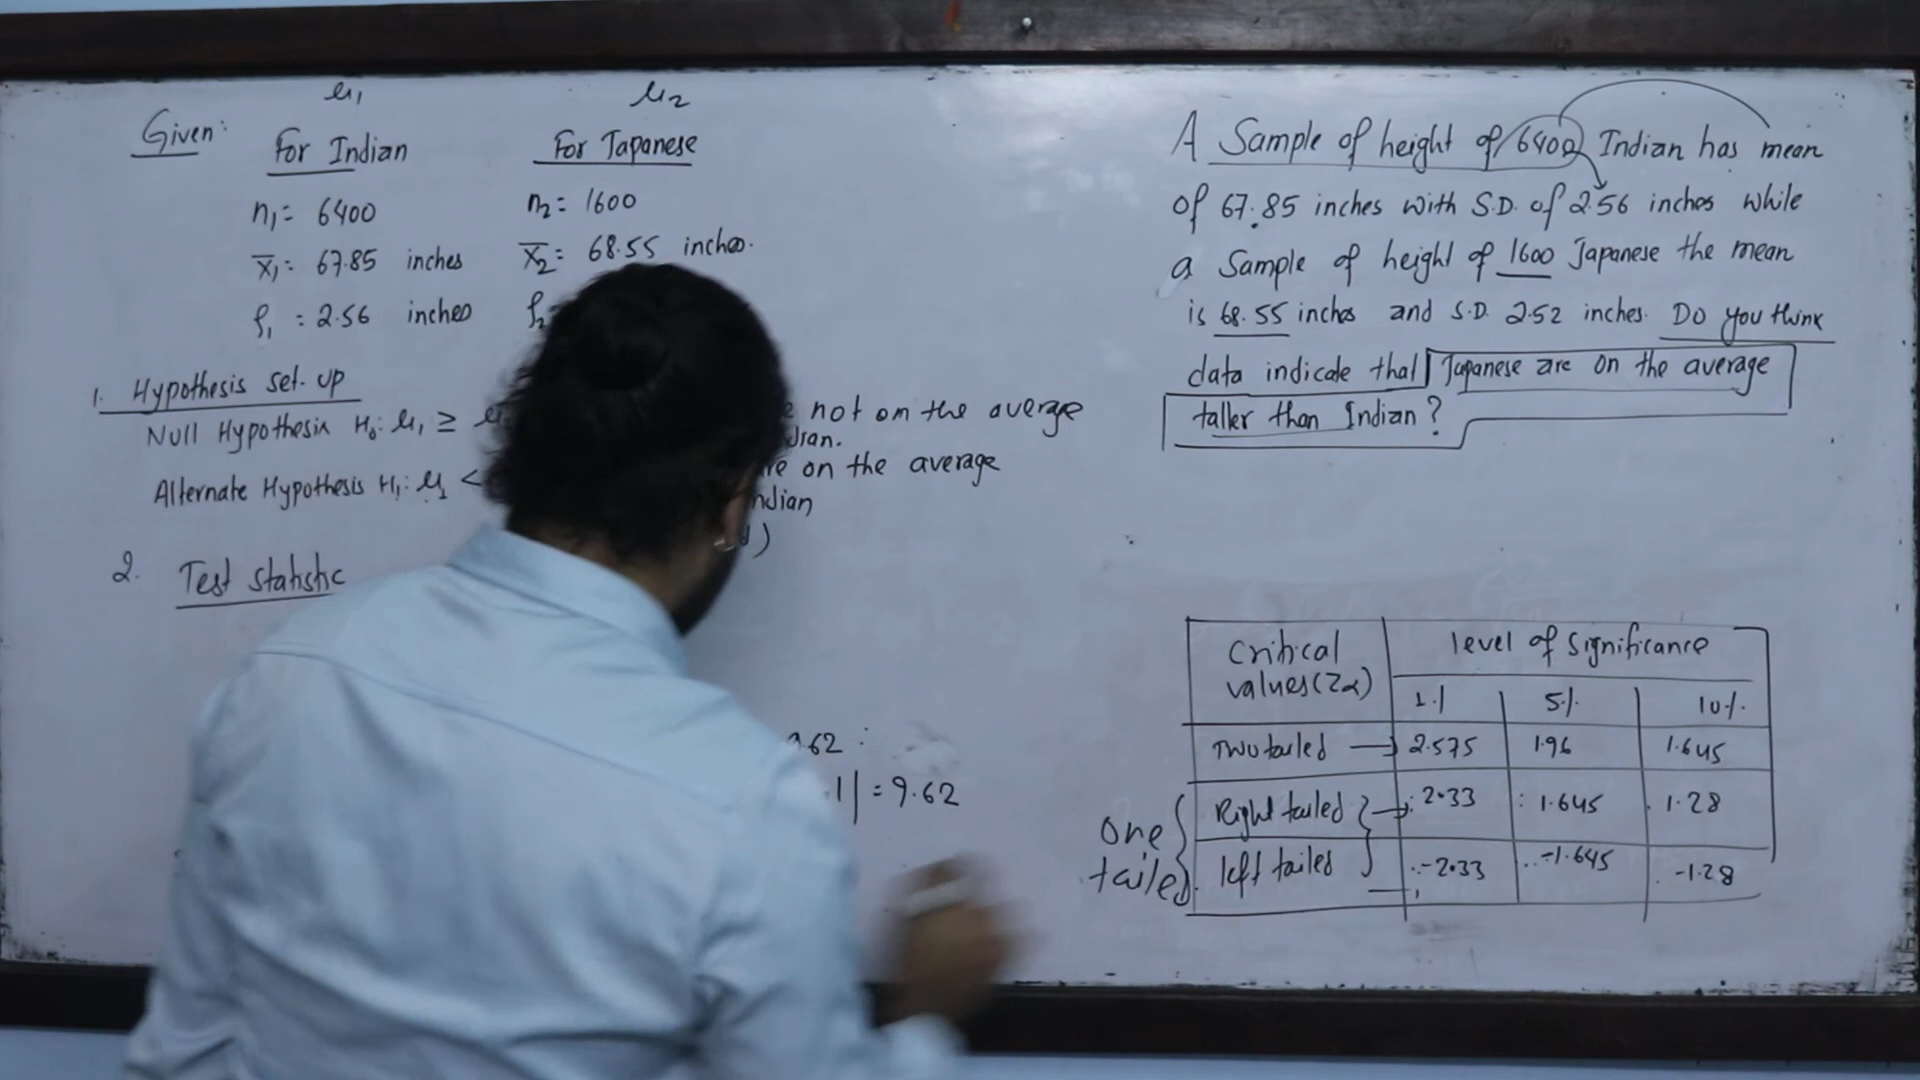 μ₁ μ₂
Given: For Indian For Japanese
n₁= 6400 n₂= 1600
x̄₁= 67.85 inches x̄₂= 68.55 inches.
ρ₁ = 2.56 inches ρ₂
1. Hypothesis set-up
Null Hypothesis H₀: μ₁ ≥ not on the averge
dian.
Alternate Hypothesis H₁: μ₁ < re on the average
ndian
)
2. Test statistic
.62
1| = 9.62
A Sample of height of 6400 Indian has mean
of 67.85 inches with S.D. of 2.56 inches while
a Sample of height of 1600 Japanese the mean
is 68.55 inches and S.D. 2.52 inches. Do you think
data indicate that Japanese are on the average
taller than Indian?
Critical values(Zα) level of significance
1% 5% 10%
Two tailed → 2.575 1.96 1.645
one tailed
Right tailed → 2.33 1.645 1.28
left tailed -2.33 -1.645 -1.28